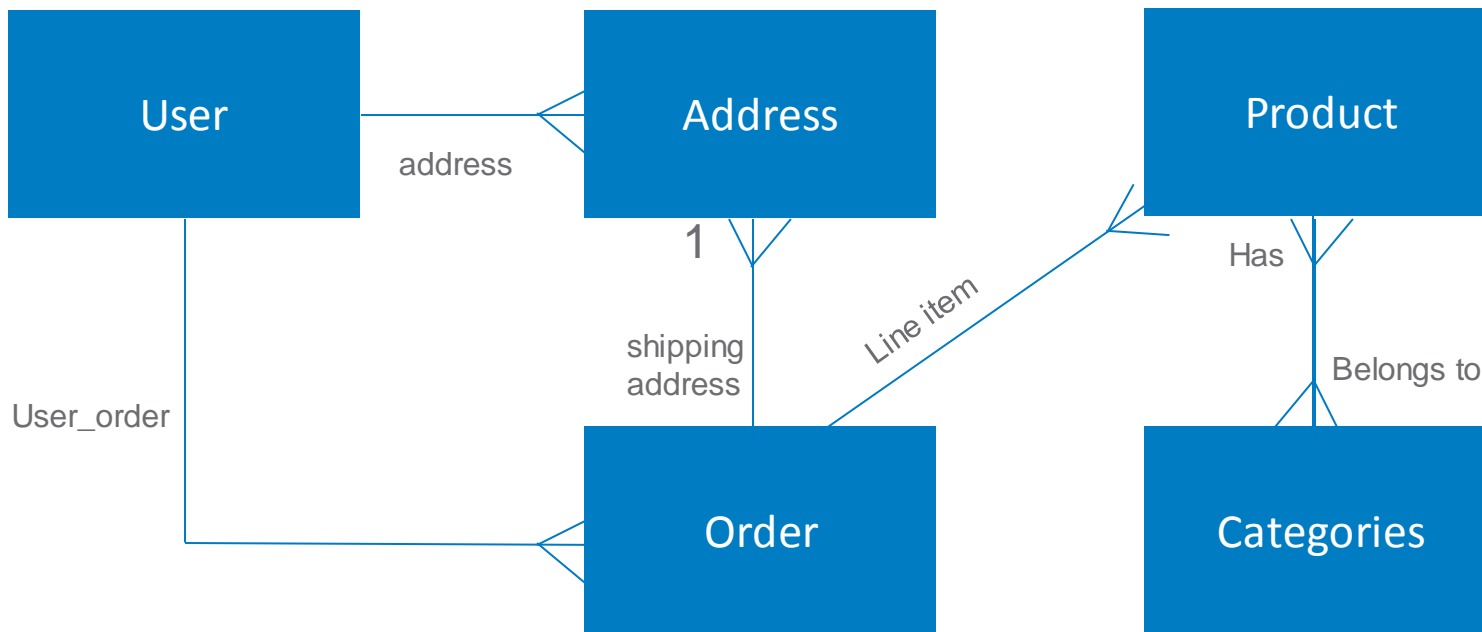 User
Address
Product
address
1
Has
Line item
shipping
address
Belongs to
User_order
Order
Categories